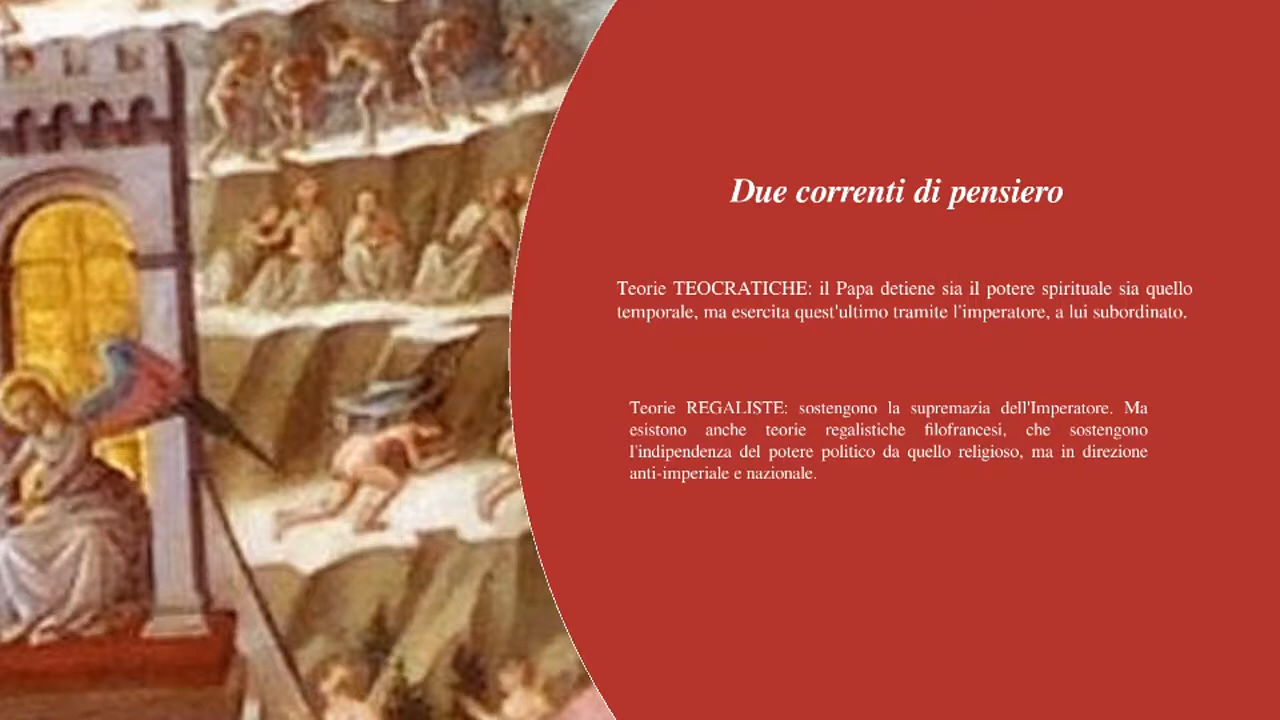 Due correnti di pensiero
Teorie TEOCRATICHE: il Papa detiene sia il potere spirituale sia quello
temporale, ma esercita quest'ultimo tramite l'imperatore, a lui subordinato.
Teorie REGALISTE: sostengono la supremazia dell'Imperatore. Ma
esistono anche teorie regalistiche filofrancesi, che sostengono
l'indipendenza del potere politico da quello religioso, ma in direzione
anti-imperiale e nazionale.